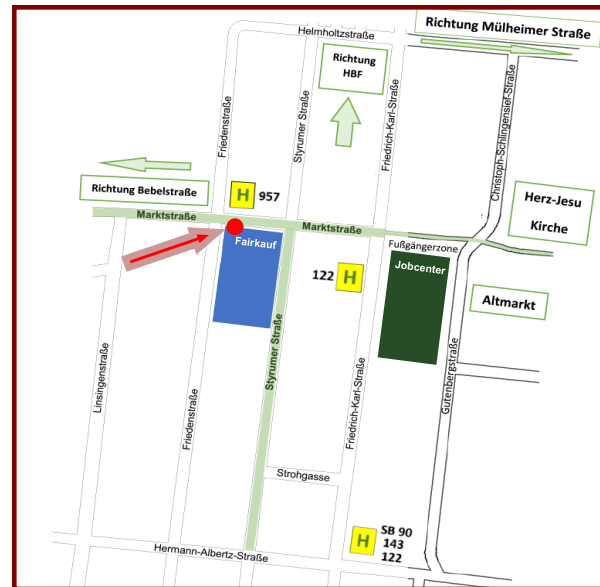 Richtung Mülheimer Straße
Helmholtzstraße
Richtung
HBF
Friedenstraße
Styrumer Straße
Friedrich-Karl-Straße
Christoph-Schlingensief-Straße
Richtung Bebelstraße
H 957
Herz-Jesu
Kirche
Marktstraße
Marktstraße
Fußgängerzone
Fairkauf
Jobcenter
122 H
Altmarkt
Linsingenstraße
Friedenstraße
Styrumer Straße
Friedrich-Karl-Straße
Gutenbergstraße
Strohgasse
H SB 90
143
122
Hermann-Albertz-Straße